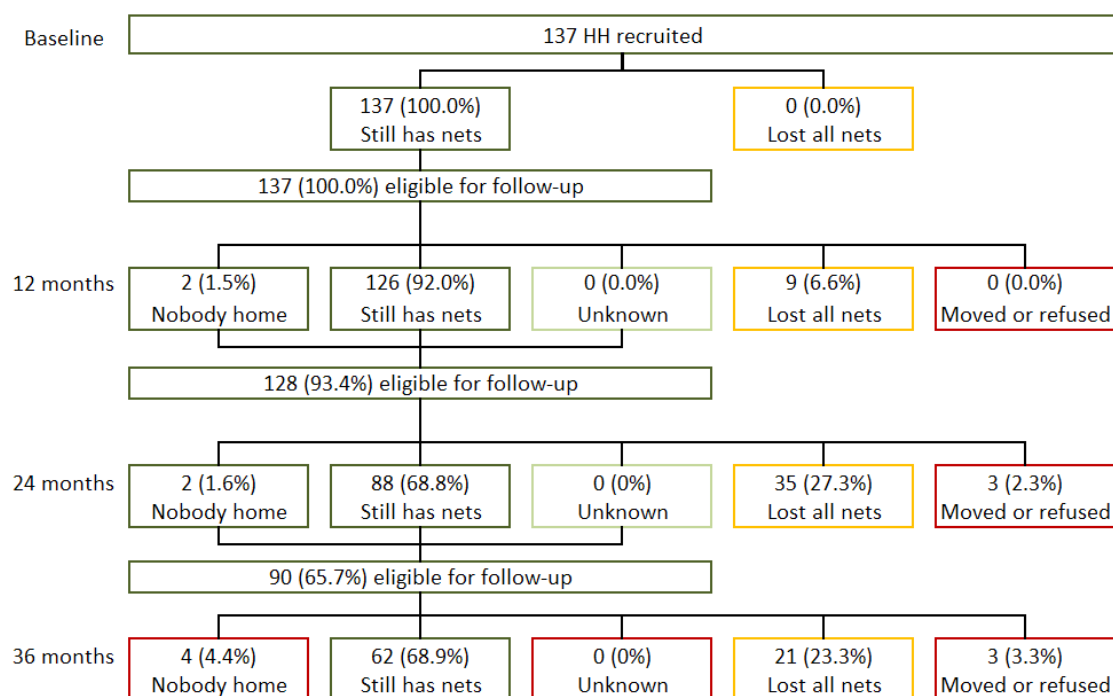 Baseline
137 HH recruited
137 (100.0%)
Still has nets
0 (0.0%)
Lost all nets
137 (100.0%) eligible for follow-up
12 months
2 (1.5%)
Nobody home
126 (92.0%)
Still has nets
0 (0.0%)
Unknown
9 (6.6%)
Lost all nets
0 (0.0%)
Moved or refused
128 (93.4%) eligible for follow-up
24 months
2 (1.6%)
Nobody home
88 (68.8%)
Still has nets
0 (0%)
Unknown
35 (27.3%)
Lost all nets
3 (2.3%)
Moved or refused
90 (65.7%) eligible for follow-up
36 months
4 (4.4%)
Nobody home
62 (68.9%)
Still has nets
0 (0%)
Unknown
21 (23.3%)
Lost all nets
3 (3.3%)
Moved or refused